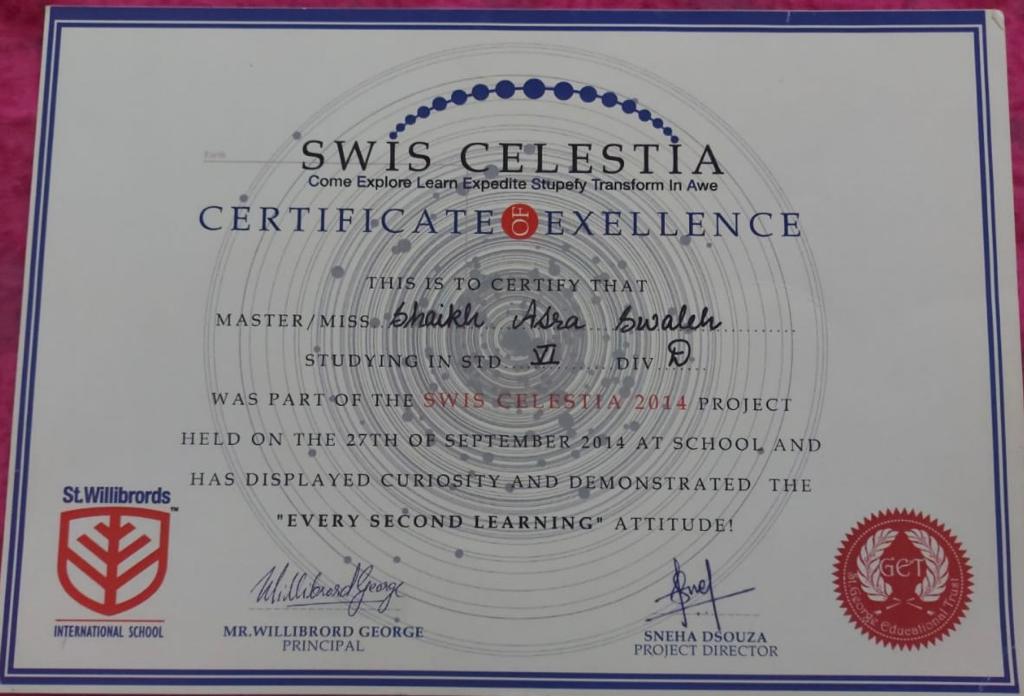 Earth
SWIS CELESTIA
Come Explore Learn Expedite Stupefy Transform In Awe
CERTIFICATE OF EXELLENCE
THIS IS TO CERTIFY THAT
MASTER/MISS Shaikh Asra Swaleh
STUDYING IN STD VI DIV D
WAS PART OF THE SWIS CELESTIA 2014 PROJECT
HELD ON THE 27TH OF SEPTEMBER 2014 AT SCHOOL AND
HAS DISPLAYED CURIOSITY AND DEMONSTRATED THE
"EVERY SECOND LEARNING" ATTITUDE!
St.Willibrords™
INTERNATIONAL SCHOOL
Willibrord George
MR.WILLIBRORD GEORGE
PRINCIPAL
SNEHA DSOUZA
PROJECT DIRECTOR
GET
St.George Educational Trust